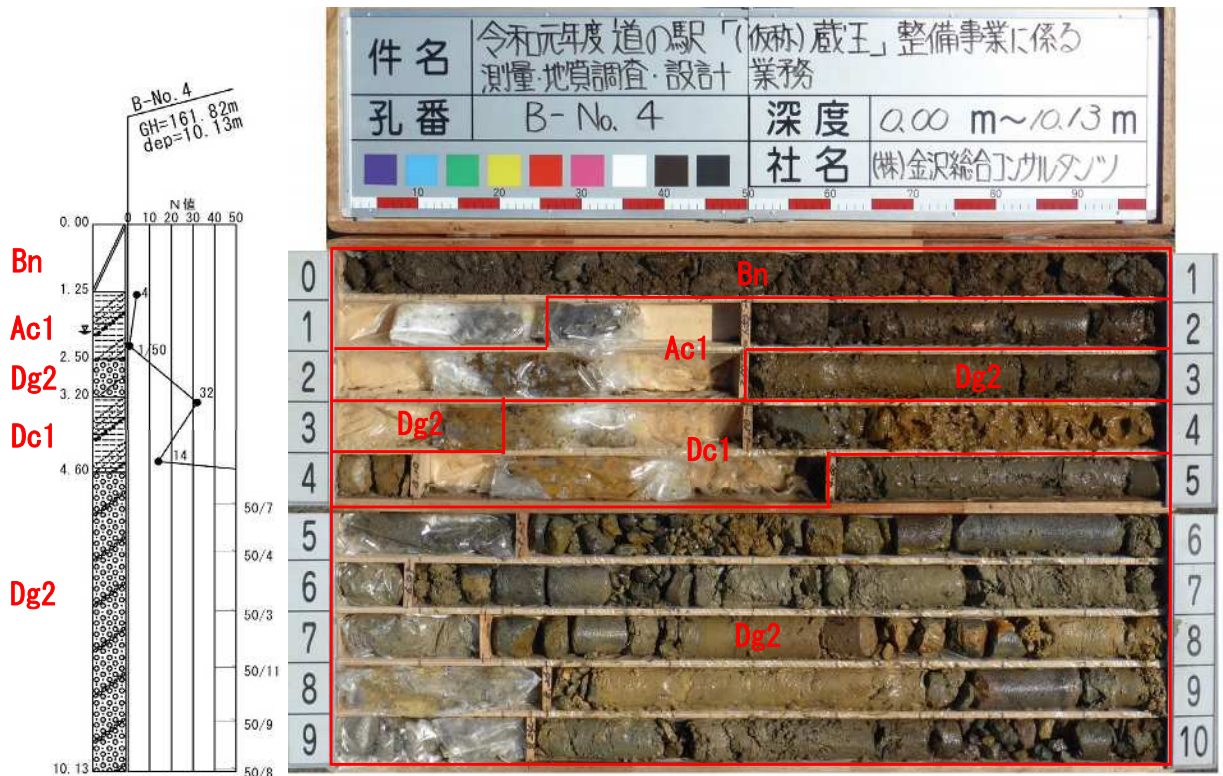 B-No. 4
GH=161.82m
dep=10.13m
N値
0 10 20 30 40 50
0.00
Bn
1.25
4
Ac1
1/50
2.50
Dg2
3.20
32
Dc1
14
4.60
50/7
50/4
Dg2
50/3
50/11
50/9
10.13
50/8
件名
令和元年度 道の駅「(仮称)蔵王」整備事業に係る
測量・地質調査・設計 業務
孔番 B-No. 4 深度 0.00 m~10.13 m
社名 (株)金沢総合コンサルタンツ
10 20 30 40 50 60 70 80 90
0 Bn 1
1 Ac1 2
2 Dg2 3
3 Dg2 4
Dc1
4 5
5 6
6 7
7 Dg2 8
8 9
9 10